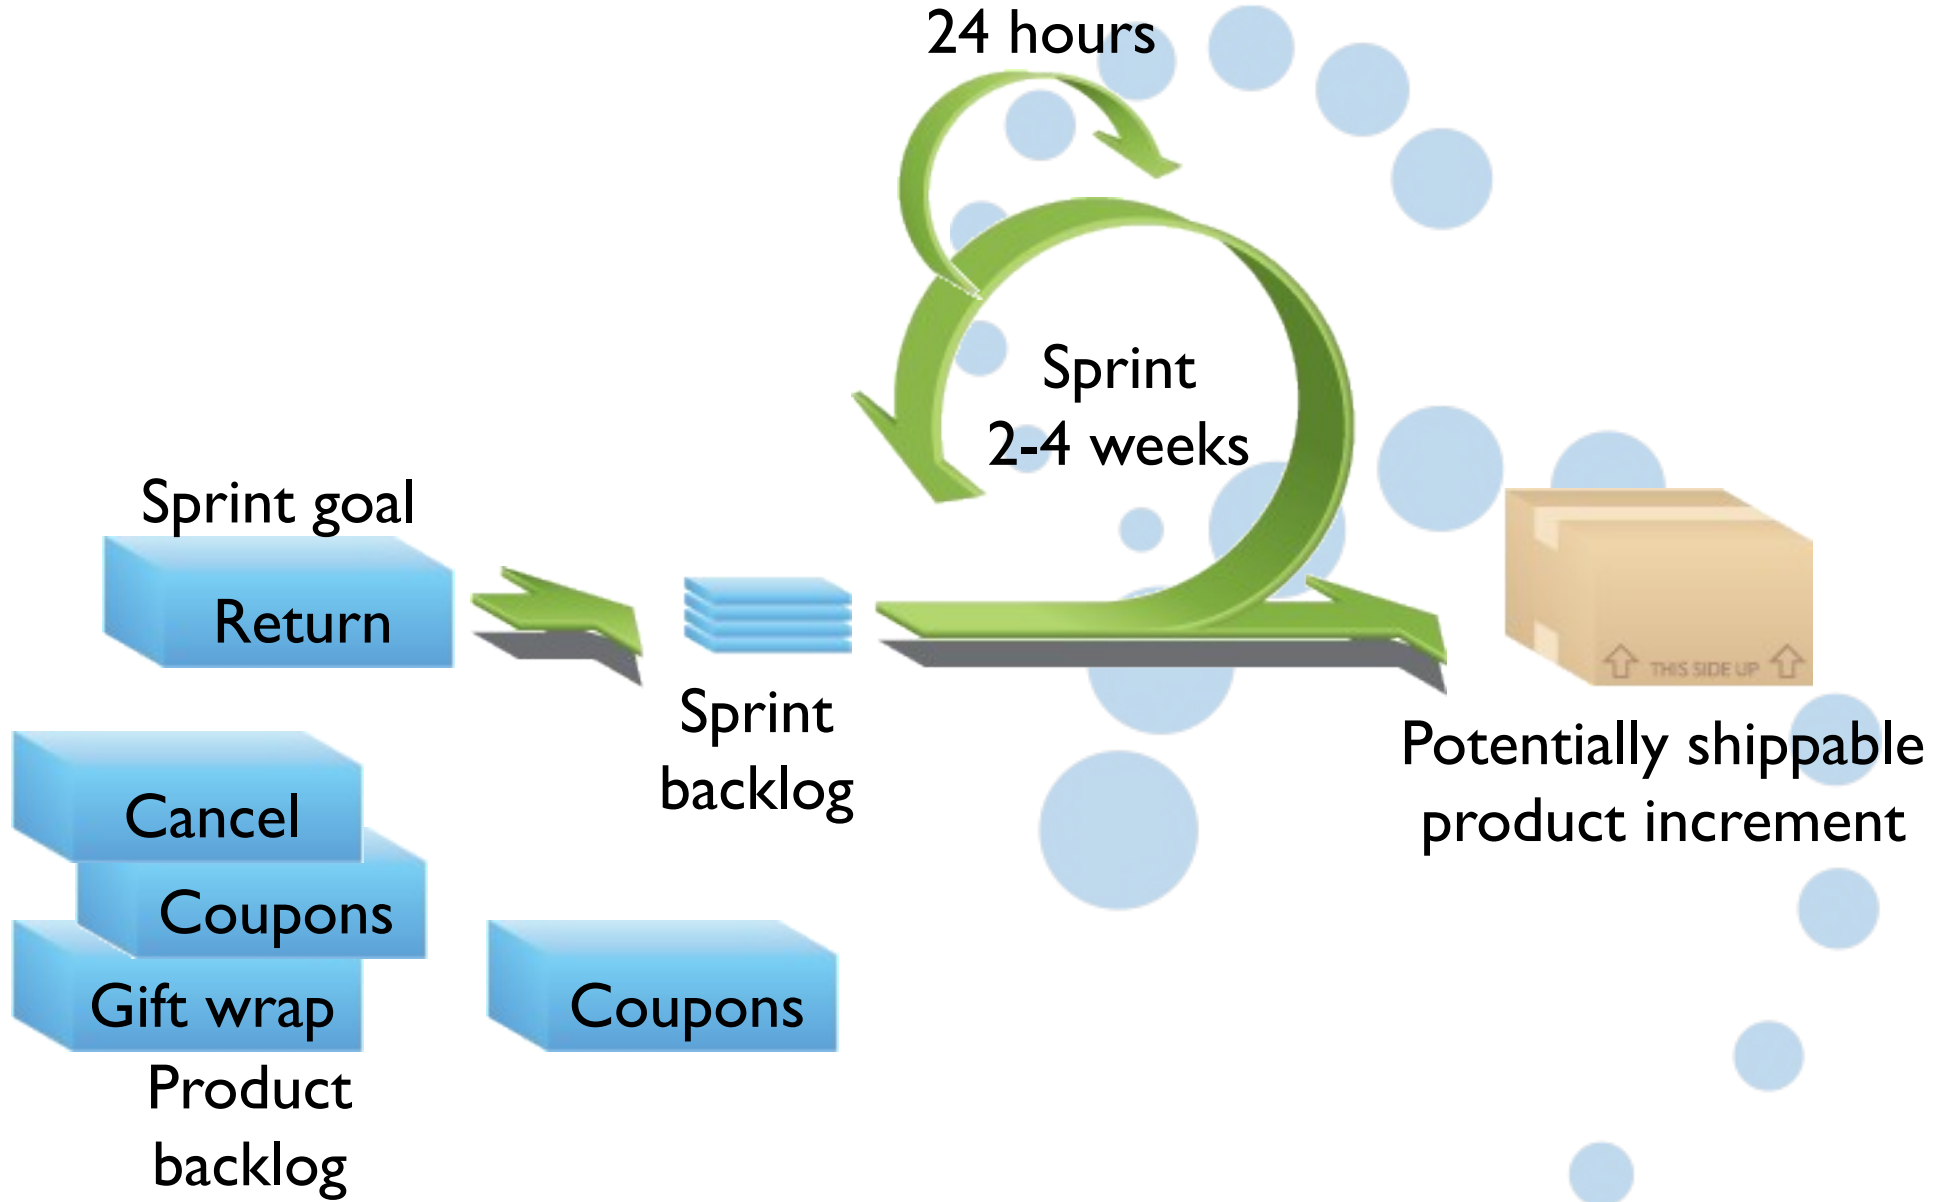 24 hours
Sprint
2-4 weeks
Sprint goal
Return
Sprint
backlog
THIS SIDE UP
Potentially shippable
product increment
Cancel
Coupons
Gift wrap
Coupons
Product
backlog